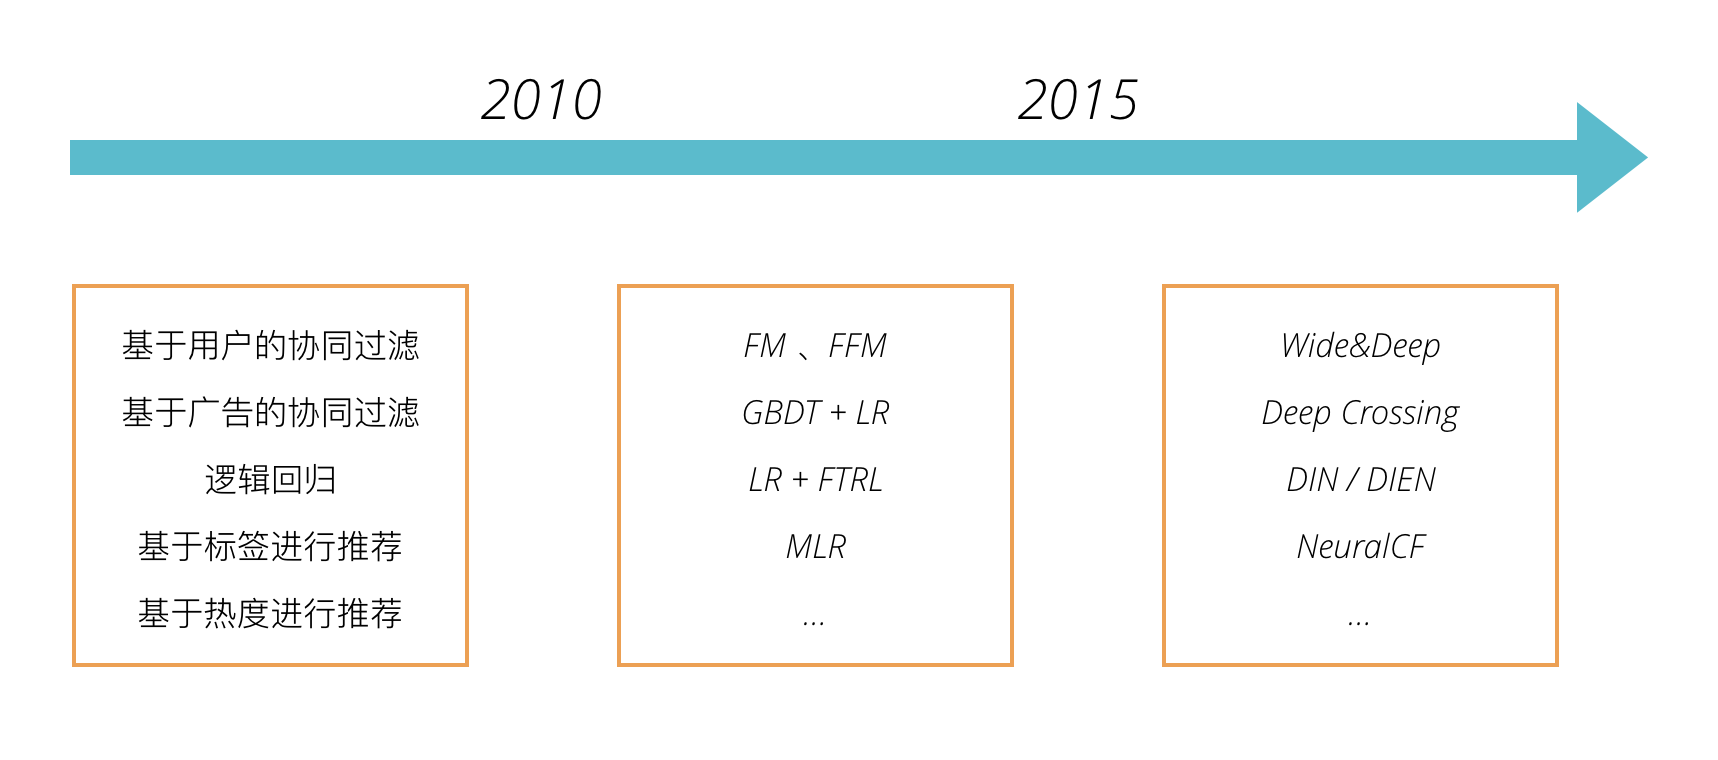 2010
2015
基于用户的协同过滤
基于广告的协同过滤
逻辑回归
基于标签进行推荐
基于热度进行推荐
FM 、FFM
GBDT + LR
LR + FTRL
MLR
...
Wide&Deep
Deep Crossing
DIN / DIEN
NeuralCF
...